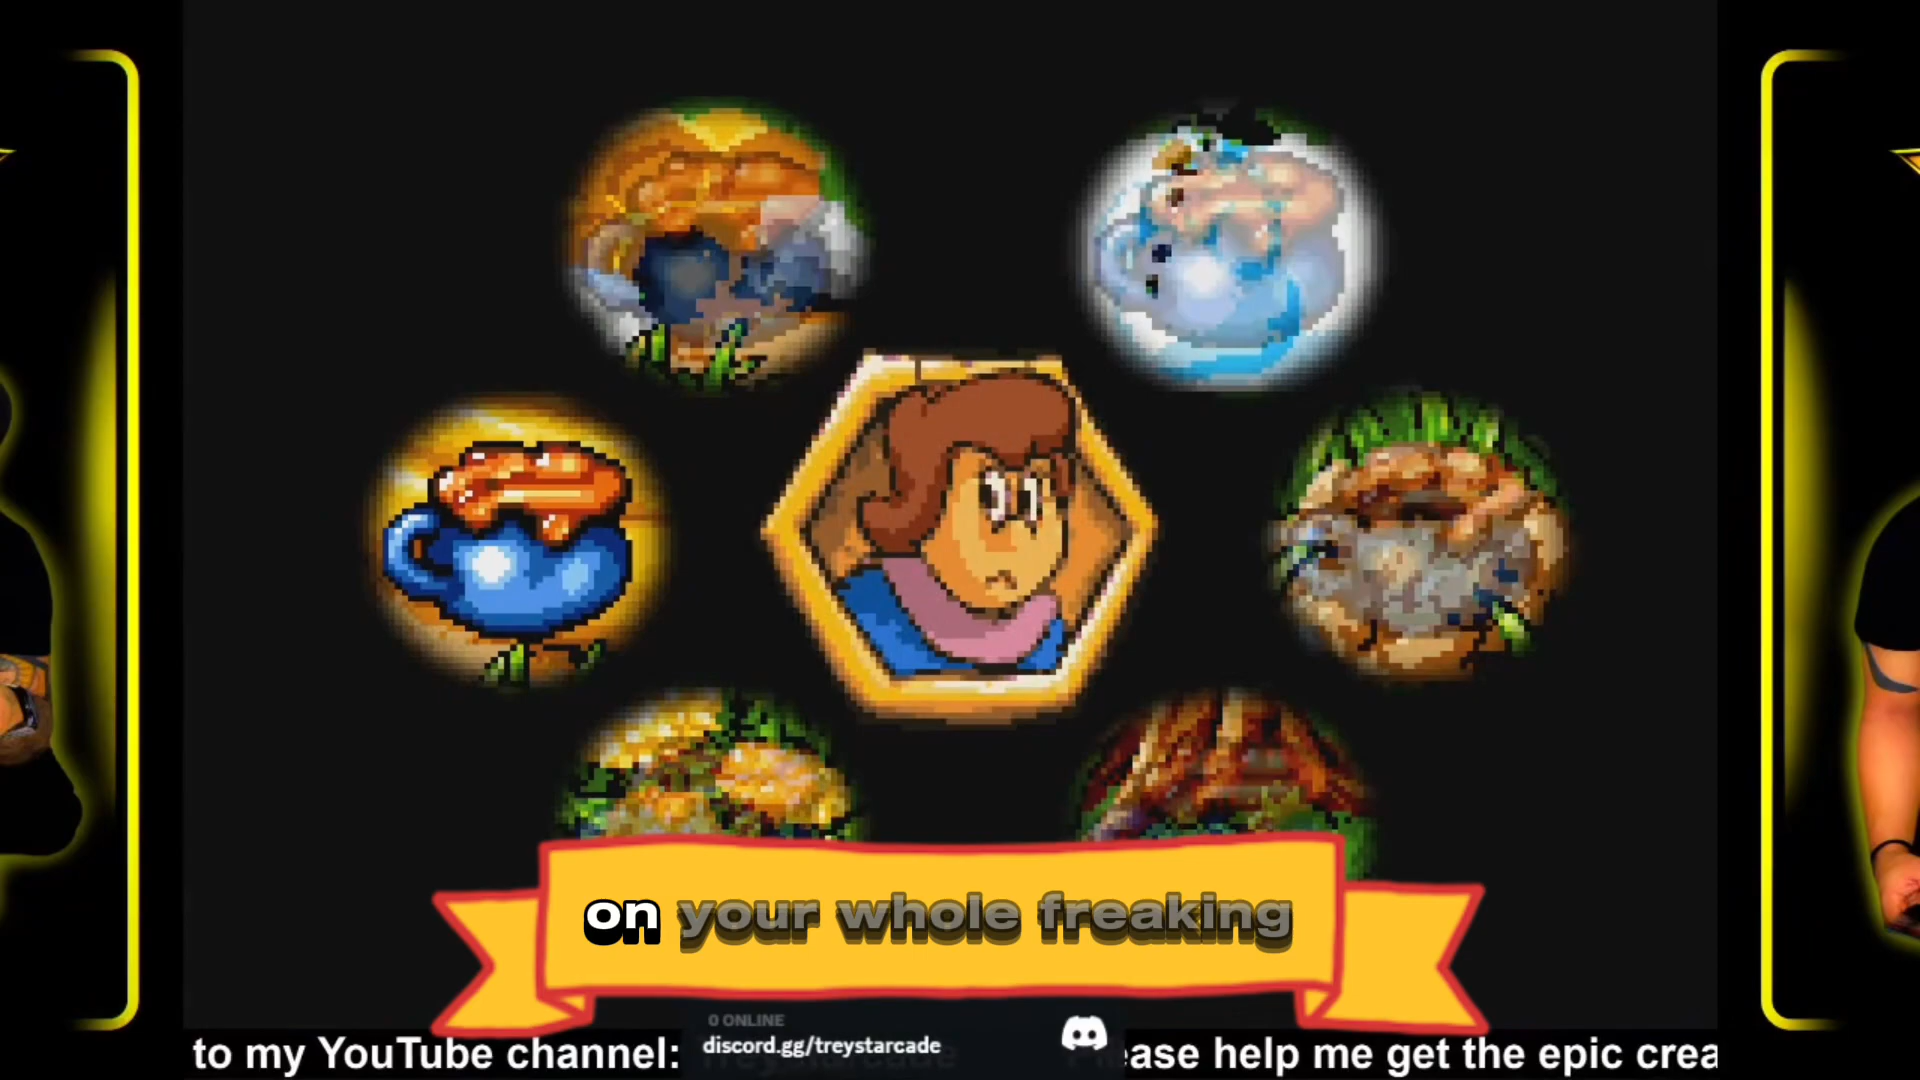 on your whole freaking
0 ONLINE
discord.gg/treystarcade
to my YouTube channel:
ease help me get the epic crea